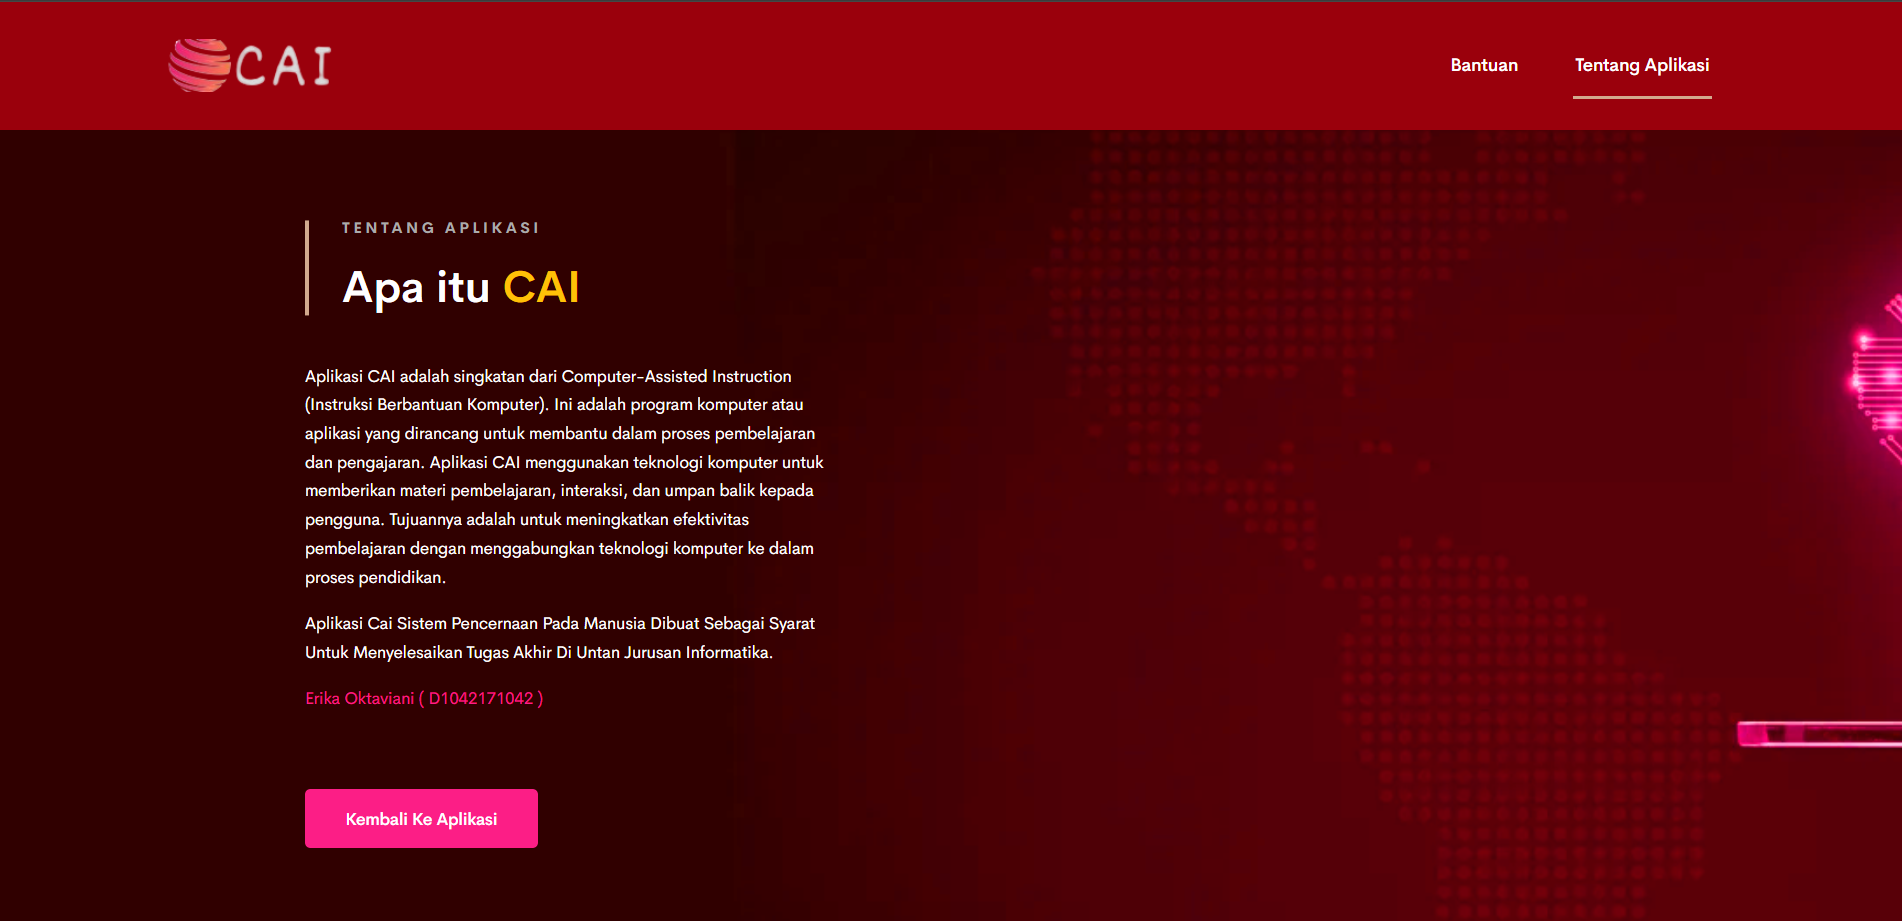 CAI
Bantuan
Tentang Aplikasi
TENTANG APLIKASI
Apa itu CAI
Aplikasi CAI adalah singkatan dari Computer-Assisted Instruction
(Instruksi Berbantuan Komputer). Ini adalah program komputer atau
aplikasi yang dirancang untuk membantu dalam proses pembelajaran
dan pengajaran. Aplikasi CAI menggunakan teknologi komputer untuk
memberikan materi pembelajaran, interaksi, dan umpan balik kepada
pengguna. Tujuannya adalah untuk meningkatkan efektivitas
pembelajaran dengan menggabungkan teknologi komputer ke dalam
proses pendidikan.
Aplikasi Cai Sistem Pencernaan Pada Manusia Dibuat Sebagai Syarat
Untuk Menyelesaikan Tugas Akhir Di Untan Jurusan Informatika.
Erika Oktaviani ( D1042171042 )
Kembali Ke Aplikasi